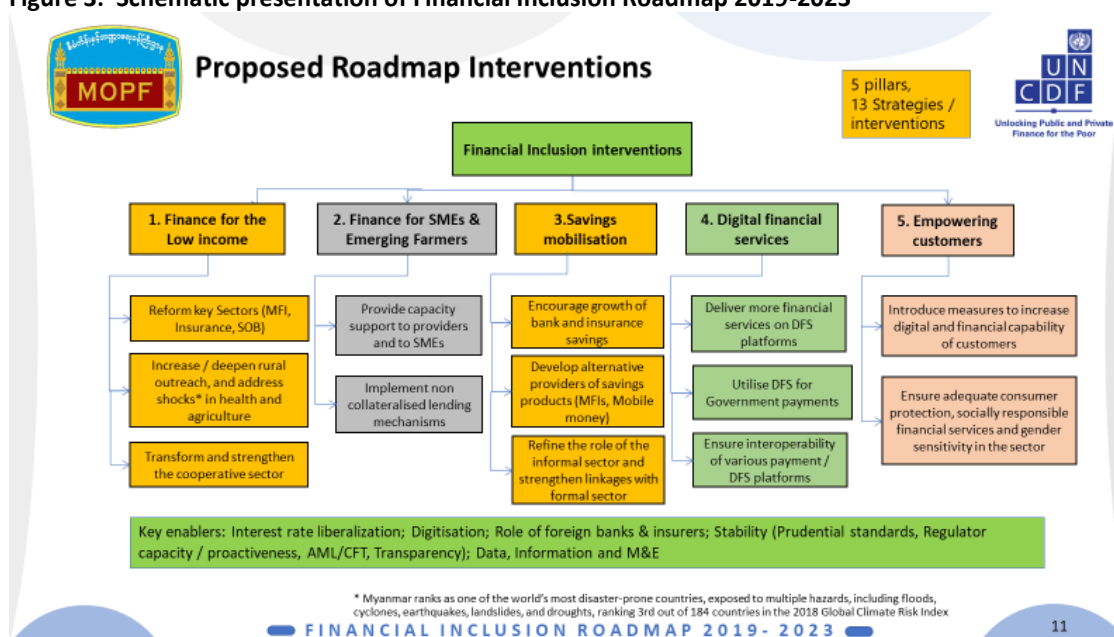 Figure 3: Schematic presentation of Financial Inclusion Roadmap 2019-2023
MOPF
Proposed Roadmap Interventions
5 pillars,
13 Strategies /
interventions
UN
CDF
Unlocking Public and Private
Finance for the Poor
Financial Inclusion interventions
1. Finance for the
Low income
2. Finance for SMEs &
Emerging Farmers
3.Savings
mobilisation
4. Digital financial
services
5. Empowering
customers
Reform key Sectors (MFI,
Insurance, SOB)
Increase / deepen rural
outreach, and address
shocks* in health and
agriculture
Transform and strengthen
the cooperative sector
Provide capacity
support to providers
and to SMEs
Implement non
collateralised lending
mechanisms
Encourage growth of
bank and insurance
savings
Develop alternative
providers of savings
products (MFIs, Mobile
money)
Refine the role of the
informal sector and
strengthen linkages with
formal sector
Deliver more financial
services on DFS
platforms
Utilise DFS for
Government payments
Ensure interoperability
of various payment /
DFS platforms
Introduce measures to increase
digital and financial capability
of customers
Ensure adequate consumer
protection, socially responsible
financial services and gender
sensitivity in the sector
Key enablers: Interest rate liberalization; Digitisation; Role of foreign banks & insurers; Stability (Prudential standards, Regulator
capacity / proactiveness, AML/CFT, Transparency); Data, Information and M&E
* Myanmar ranks as one of the world's most disaster-prone countries, exposed to multiple hazards, including floods,
cyclones, earthquakes, landslides, and droughts, ranking 3rd out of 184 countries in the 2018 Global Climate Risk Index
FINANCIAL INCLUSION ROADMAP 2019-2023
11